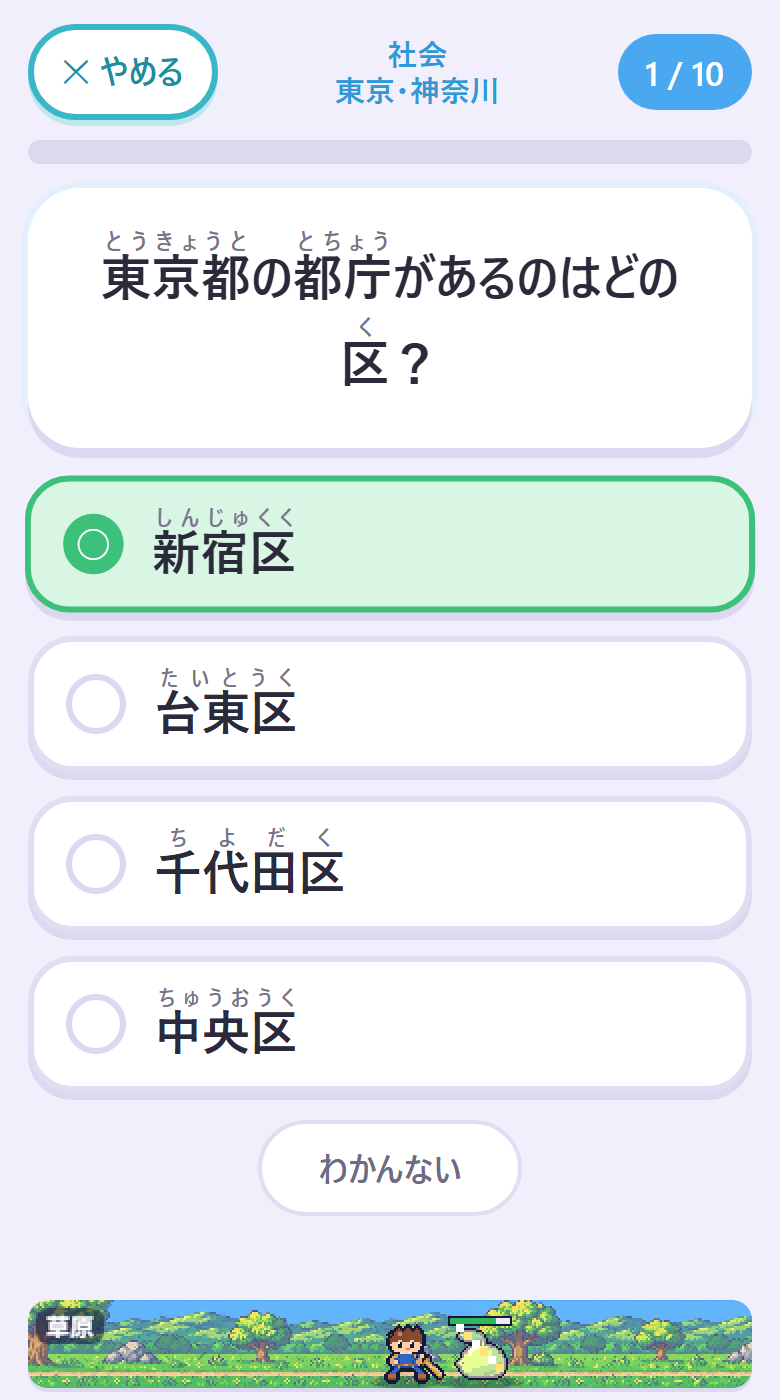 × やめる
社会
東京・神奈川
1 / 10
とうきょうと とちょう
東京都の都庁があるのはどの
く
区？
しんじゅくく
新宿区
たいとうく
台東区
ちよだく
千代田区
ちゅうおうく
中央区
わかんない
草原